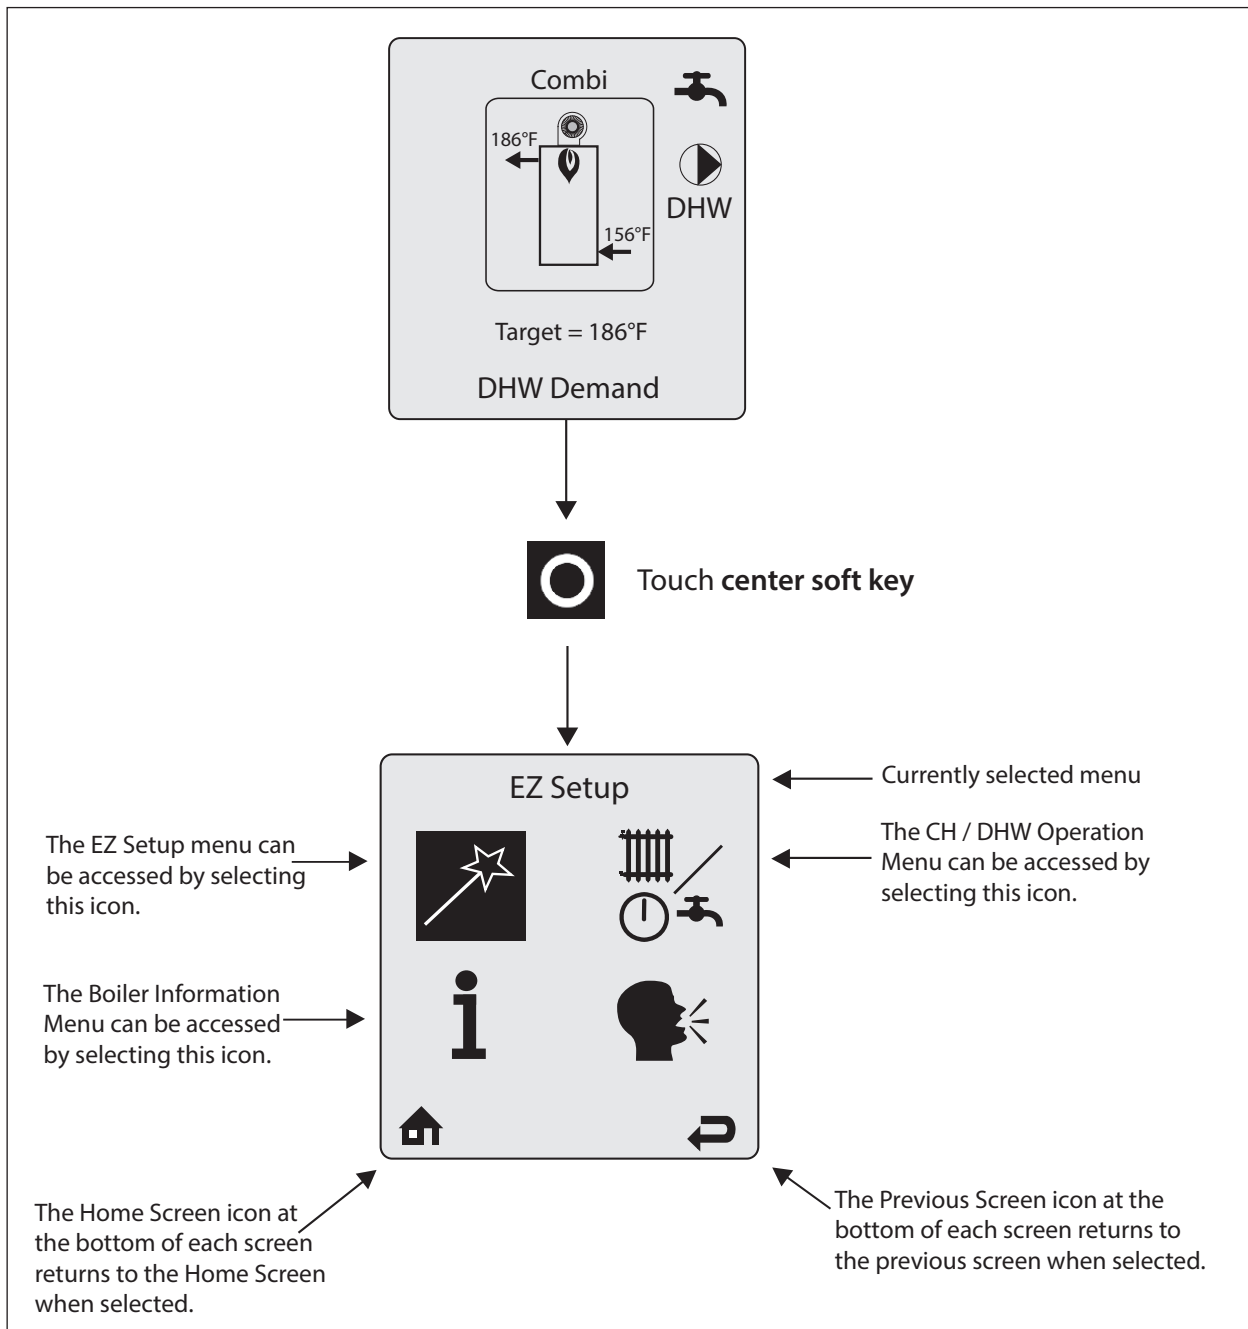 Combi
186°F
156°F
DHW
Target = 186°F
DHW Demand
Touch center soft key
EZ Setup
Currently selected menu
The EZ Setup menu can
be accessed by selecting
this icon.
The CH / DHW Operation
Menu can be accessed by
selecting this icon.
The Boiler Information
Menu can be accessed
by selecting this icon.
The Home Screen icon at
the bottom of each screen
returns to the Home Screen
when selected.
The Previous Screen icon at the
bottom of each screen returns to
the previous screen when selected.